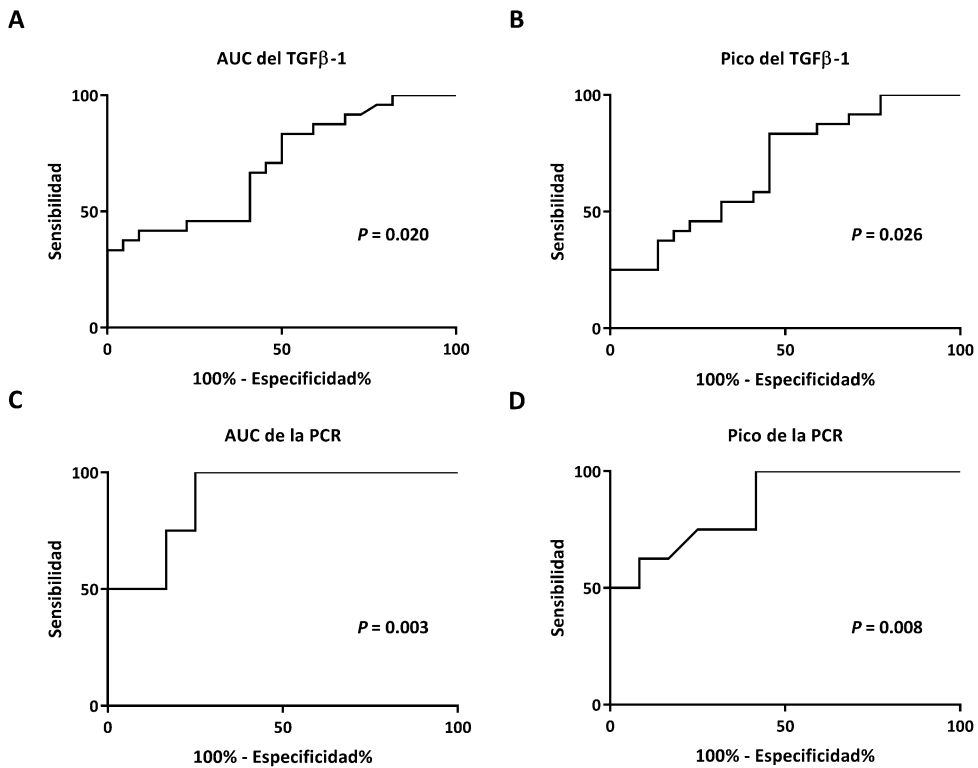 A
AUC del TGFβ-1
100
50
0
Sensibilidad
P = 0.020
0
50
100
100% - Especificidad%
B
Pico del TGFβ-1
100
50
0
Sensibilidad
P = 0.026
0
50
100
100% - Especificidad%
C
AUC de la PCR
100
50
0
Sensibilidad
P = 0.003
0
50
100
100% - Especificidad%
D
Pico de la PCR
100
50
0
Sensibilidad
P = 0.008
0
50
100
100% - Especificidad%